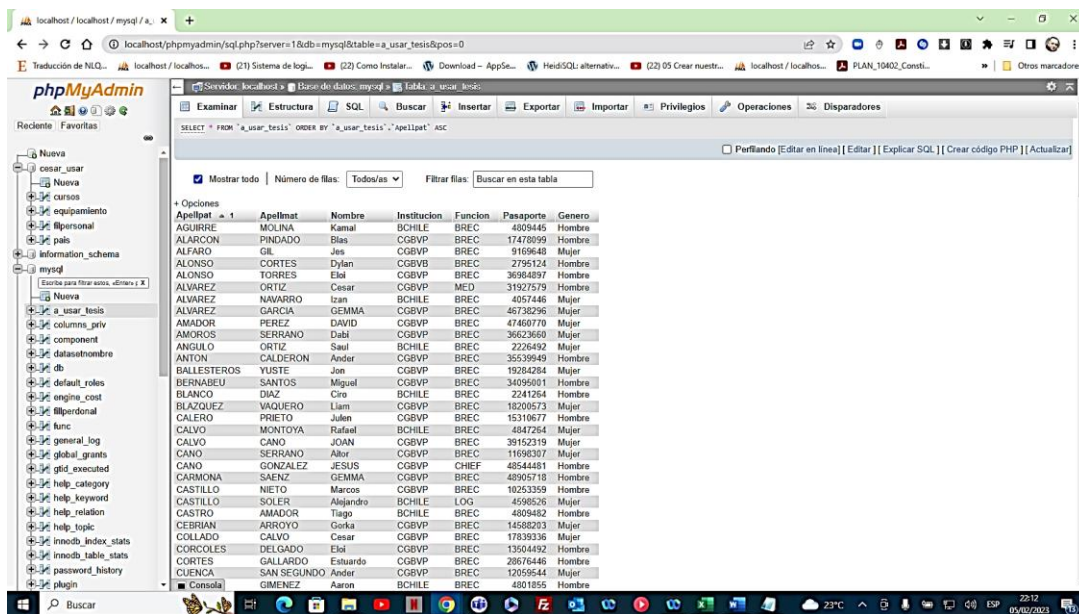 localhost / localhost / mysql / a_
localhost/phpmyadmin/sql.php?server=1&db=mysql&table=a_usar_tesis&pos=0
Traducción de NLQ... localhost / localhos... (21) Sistema de logi... (22) Como Instalar... Download – AppSe... HeidiSQL: alternativ... (22) 05 Crear nuestr... localhost / localhos... PLAN_10402_Consti... » Otros marcadore
phpMyAdmin
Reciente Favoritas
Nueva
cesar_usar
Nueva
cursos
equipamiento
filpersonal
pais
information_schema
mysql
Escribe para filtrar estos, «Enter» p X
Nueva
a_usar_tesis
columns_priv
component
datasetnombre
db
default_roles
engine_cost
fillperdonal
func
general_log
global_grants
gtid_executed
help_category
help_keyword
help_relation
help_topic
innodb_index_stats
innodb_table_stats
password_history
plugin
Servidor: localhost » Base de datos: mysql » Tabla: a_usar_tesis
Examinar Estructura SQL Buscar Insertar Exportar Importar Privilegios Operaciones Disparadores
SELECT * FROM `a_usar_tesis` ORDER BY `a_usar_tesis`.`Apellpat` ASC
Perfilando [Editar en línea] [ Editar ] [ Explicar SQL ] [ Crear código PHP ] [ Actualizar]
Mostrar todo | Número de filas: Todos/as Filtrar filas: Buscar en esta tabla
+ Opciones
Apellpat 1 Apellmat Nombre Institucion Funcion Pasaporte Genero
AGUIRRE MOLINA Kamal BCHILE BREC 4809445 Hombre
ALARCON PINDADO Blas CGBVP BREC 17478099 Hombre
ALFARO GIL Jes CGBVP BREC 9169648 Mujer
ALONSO CORTES Dylan CGBVB BREC 2795124 Hombre
ALONSO TORRES Eloi CGBVP BREC 36984897 Hombre
ALVAREZ ORTIZ Cesar CGBVP MED 31927579 Hombre
ALVAREZ NAVARRO Izan BCHILE BREC 4057446 Mujer
ALVAREZ GARCIA GEMMA CGBVP BREC 46738296 Mujer
AMADOR PEREZ DAVID CGBVP BREC 47460770 Mujer
AMOROS SERRANO Dabi CGBVP BREC 36623660 Mujer
ANGULO ORTIZ Saul BCHILE BREC 2226492 Mujer
ANTON CALDERON Ander CGBVP BREC 35539949 Hombre
BALLESTEROS YUSTE Jon CGBVP BREC 19284284 Mujer
BERNABEU SANTOS Miguel CGBVP BREC 34095001 Hombre
BLANCO DIAZ Ciro BCHILE BREC 2241264 Hombre
BLAZQUEZ VAQUERO Liam CGBVP BREC 18200573 Mujer
CALERO PRIETO Julen CGBVP BREC 15310677 Hombre
CALVO MONTOYA Rafael BCHILE BREC 4847264 Mujer
CALVO CANO JOAN CGBVP BREC 39152319 Mujer
CANO SERRANO Aitor CGBVP BREC 11698307 Mujer
CANO GONZALEZ JESUS CGBVP CHIEF 48544481 Hombre
CARMONA SAENZ GEMMA CGBVP BREC 48905718 Hombre
CASTILLO NIETO Marcos CGBVP BREC 10253359 Hombre
CASTILLO SOLER Alejandro BCHILE LOG 4598526 Mujer
CASTRO AMADOR Tiago BCHILE BREC 4809482 Hombre
CEBRIAN ARROYO Gorka CGBVP BREC 14588203 Mujer
COLLADO CALVO Cesar CGBVP BREC 17839336 Mujer
CORCOLES DELGADO Eloi CGBVP BREC 13504492 Hombre
CORTES GALLARDO Estuardo CGBVP BREC 28676446 Hombre
CUENCA SAN SEGUNDO Ander CGBVP BREC 12059544 Mujer
Consola GIMENEZ Aaron BCHILE BREC 4801855 Hombre
Buscar
23°C ESP 22:12
05/02/2023